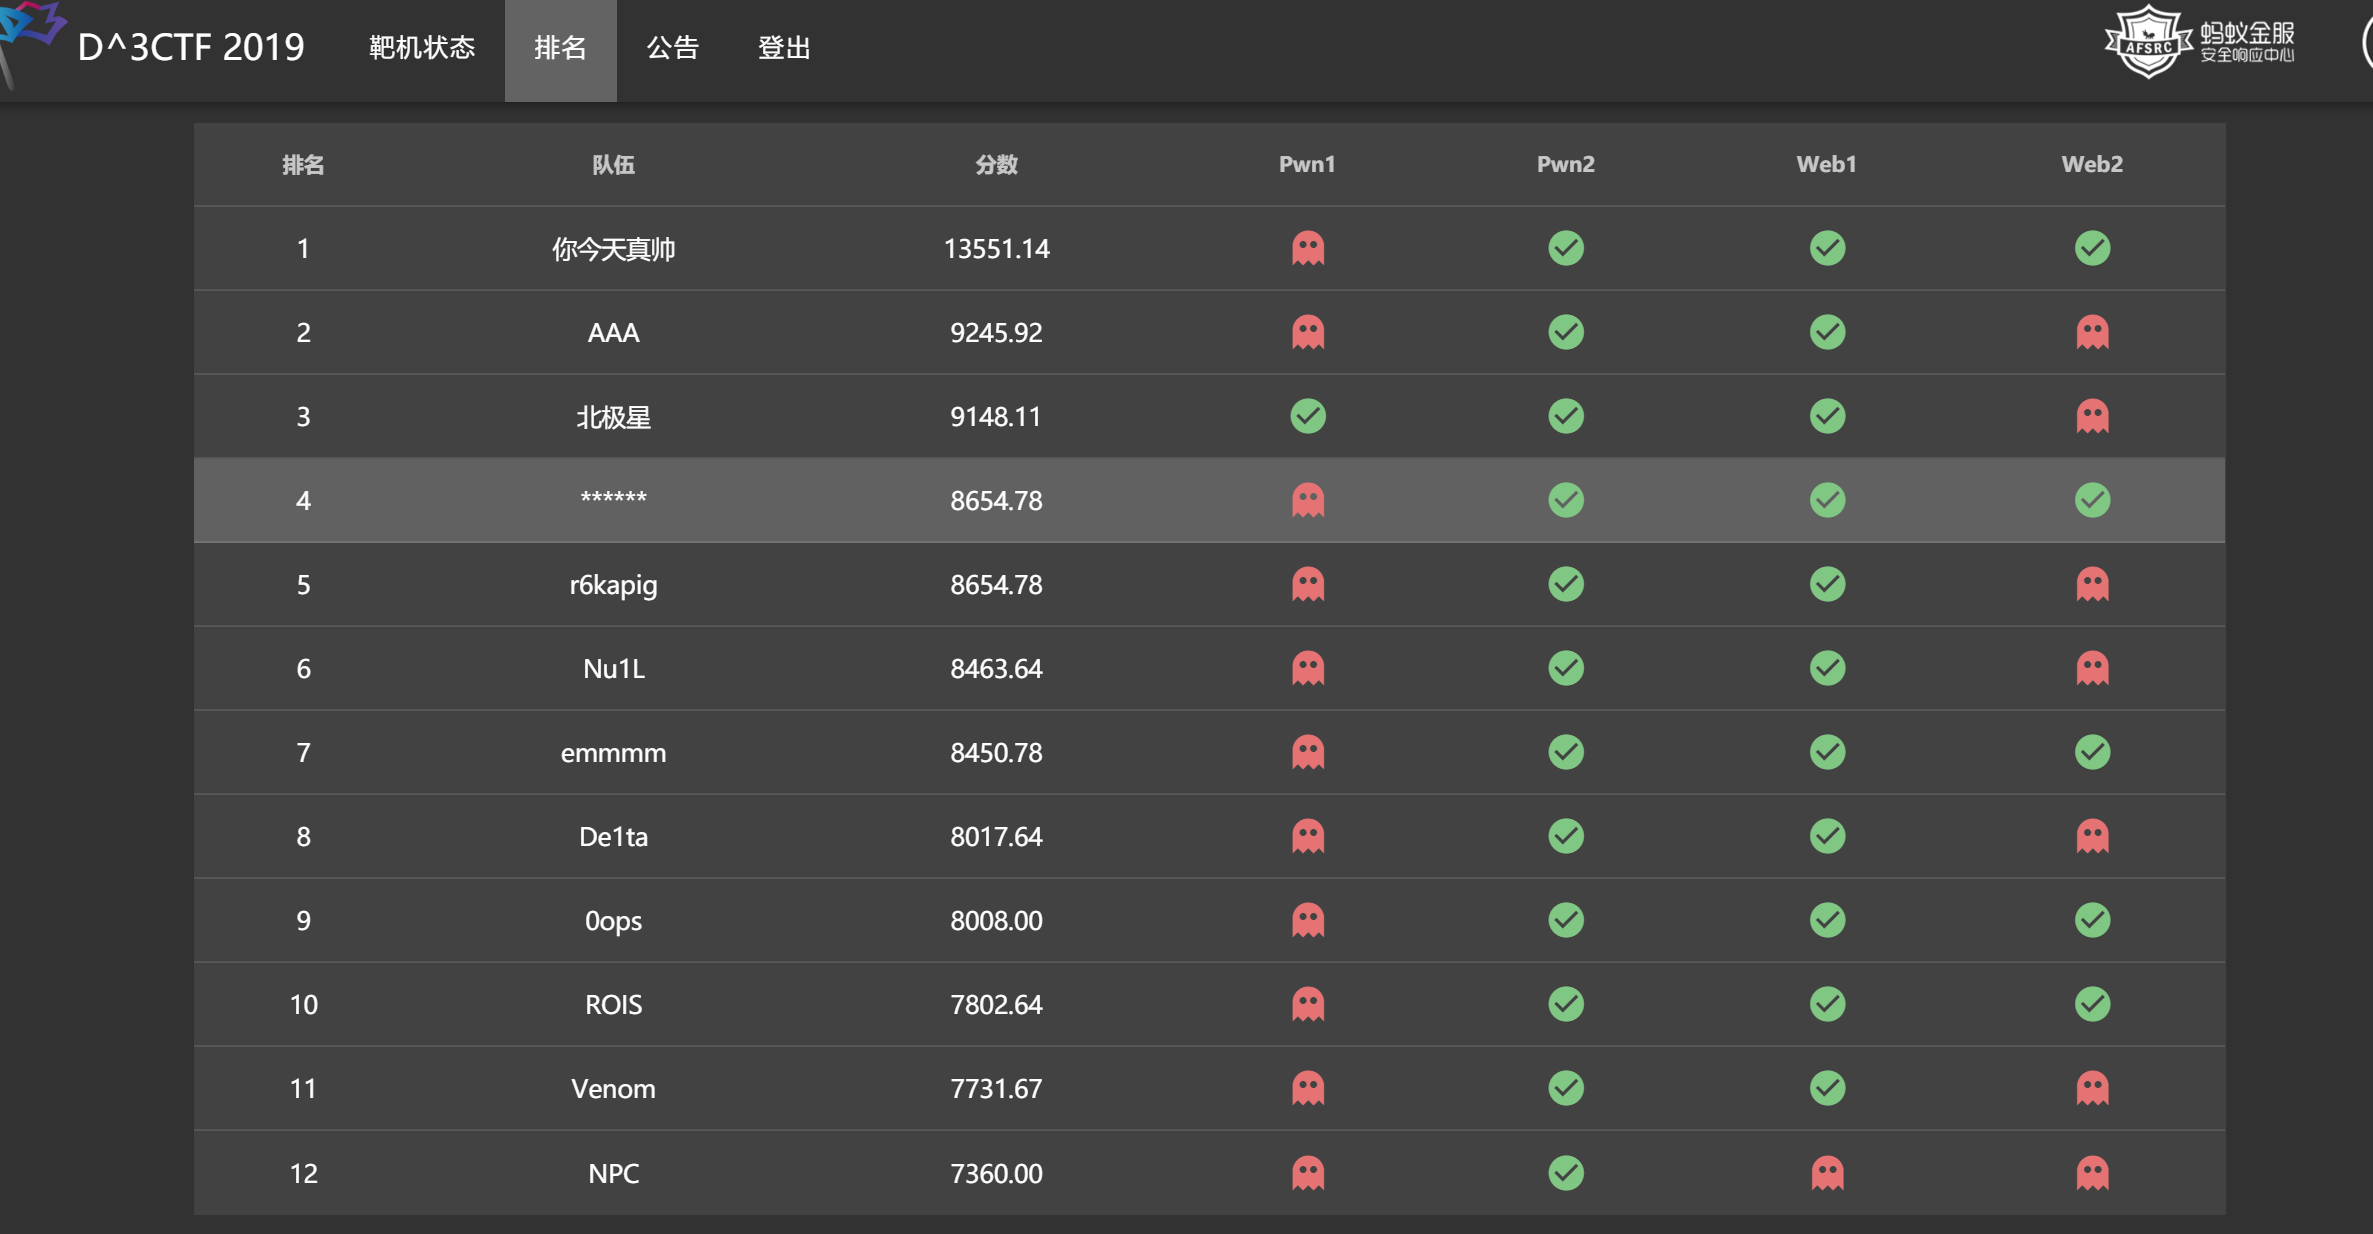 D^3CTF 2019 靶机状态 排名 公告 登出 AFSRC 蚂蚁金服 安全响应中心
排名 队伍 分数 Pwn1 Pwn2 Web1 Web2
1 你今天真帅 13551.14
2 AAA 9245.92
3 北极星 9148.11
4 ****** 8654.78
5 r6kapig 8654.78
6 Nu1L 8463.64
7 emmmm 8450.78
8 De1ta 8017.64
9 0ops 8008.00
10 ROIS 7802.64
11 Venom 7731.67
12 NPC 7360.00